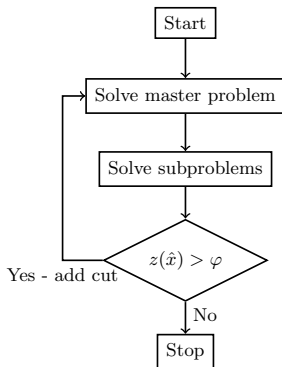 Start
Solve master problem
Solve subproblems
z(x̂) > φ
Yes - add cut
No
Stop